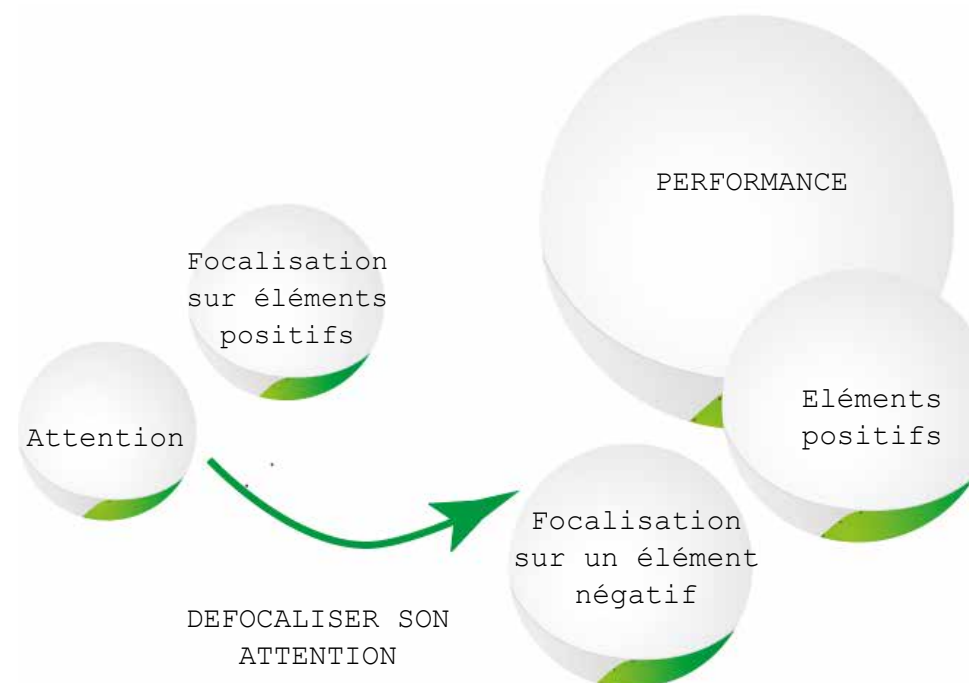 PERFORMANCE
Focalisation
sur éléments
positifs
Attention
Eléments
positifs
Focalisation
sur un élément
négatif
DEFOCALISER SON
ATTENTION